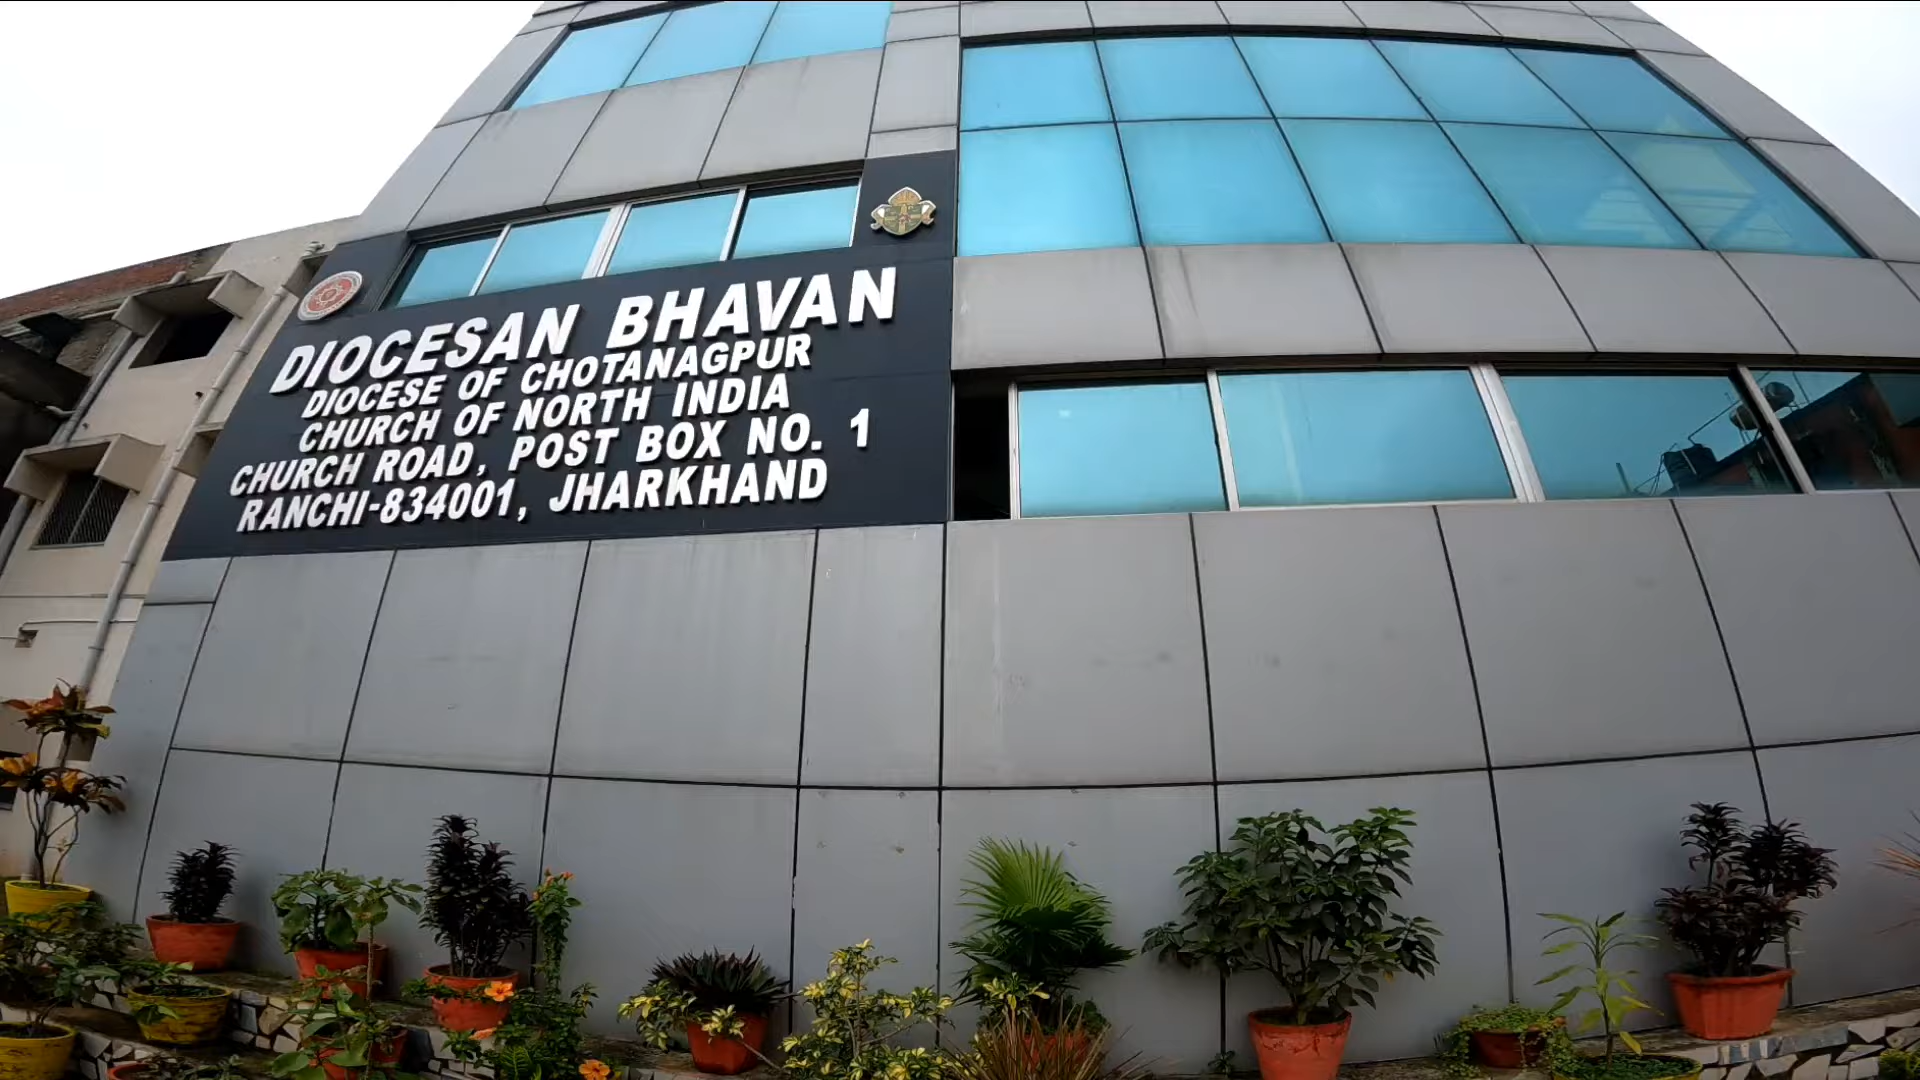 DIOCESAN BHAVAN
DIOCESE OF CHOTANAGPUR
CHURCH OF NORTH INDIA
CHURCH ROAD, POST BOX NO. 1
RANCHI-834001, JHARKHAND